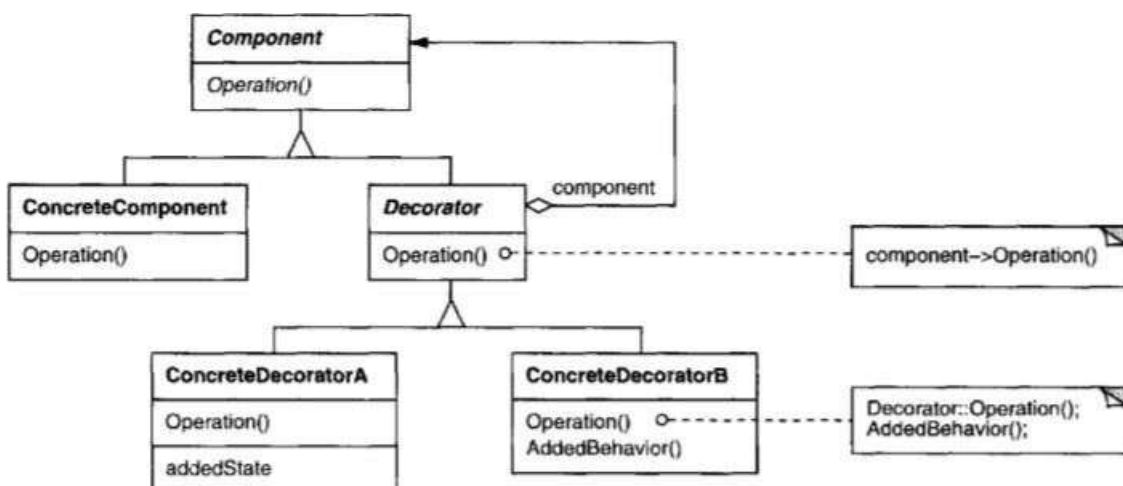 Component
Operation()
component
ConcreteComponent
Operation()
Decorator
Operation()
component->Operation()
ConcreteDecoratorA
Operation()
addedState
ConcreteDecoratorB
Operation()
AddedBehavior()
Decorator::Operation();
AddedBehavior();